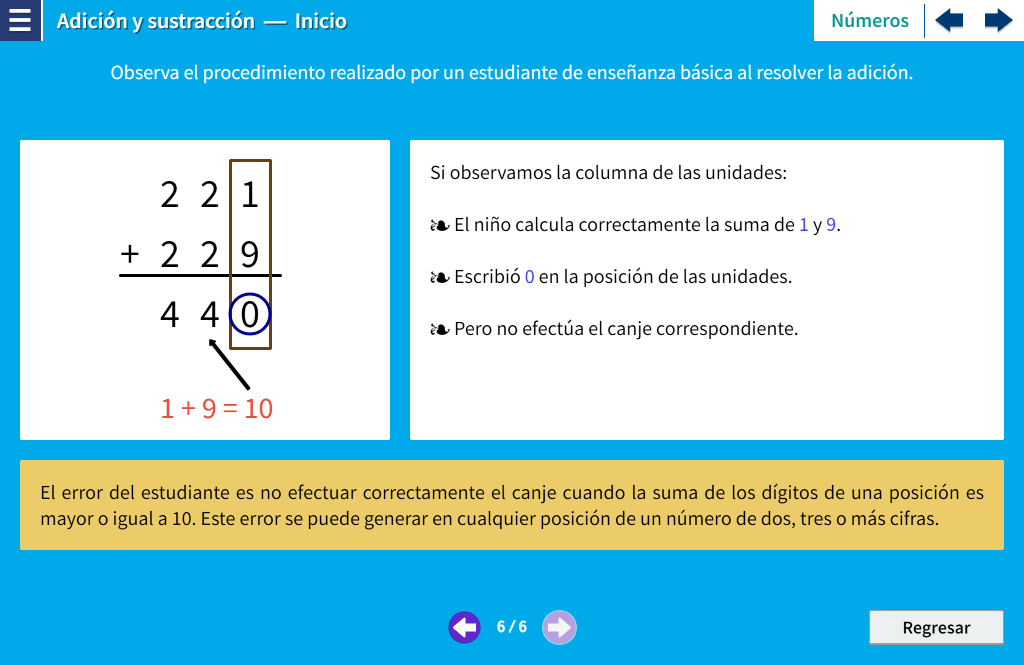 Adición y sustracción — Inicio
Números
Observa el procedimiento realizado por un estudiante de enseñanza básica al resolver la adición.
2 2 1
+ 2 2 9
4 4 0
1 + 9 = 10
Si observamos la columna de las unidades:
❧ El niño calcula correctamente la suma de 1 y 9.
❧ Escribió 0 en la posición de las unidades.
❧ Pero no efectúa el canje correspondiente.
El error del estudiante es no efectuar correctamente el canje cuando la suma de los dígitos de una posición es
mayor o igual a 10. Este error se puede generar en cualquier posición de un número de dos, tres o más cifras.
6 / 6
Regresar